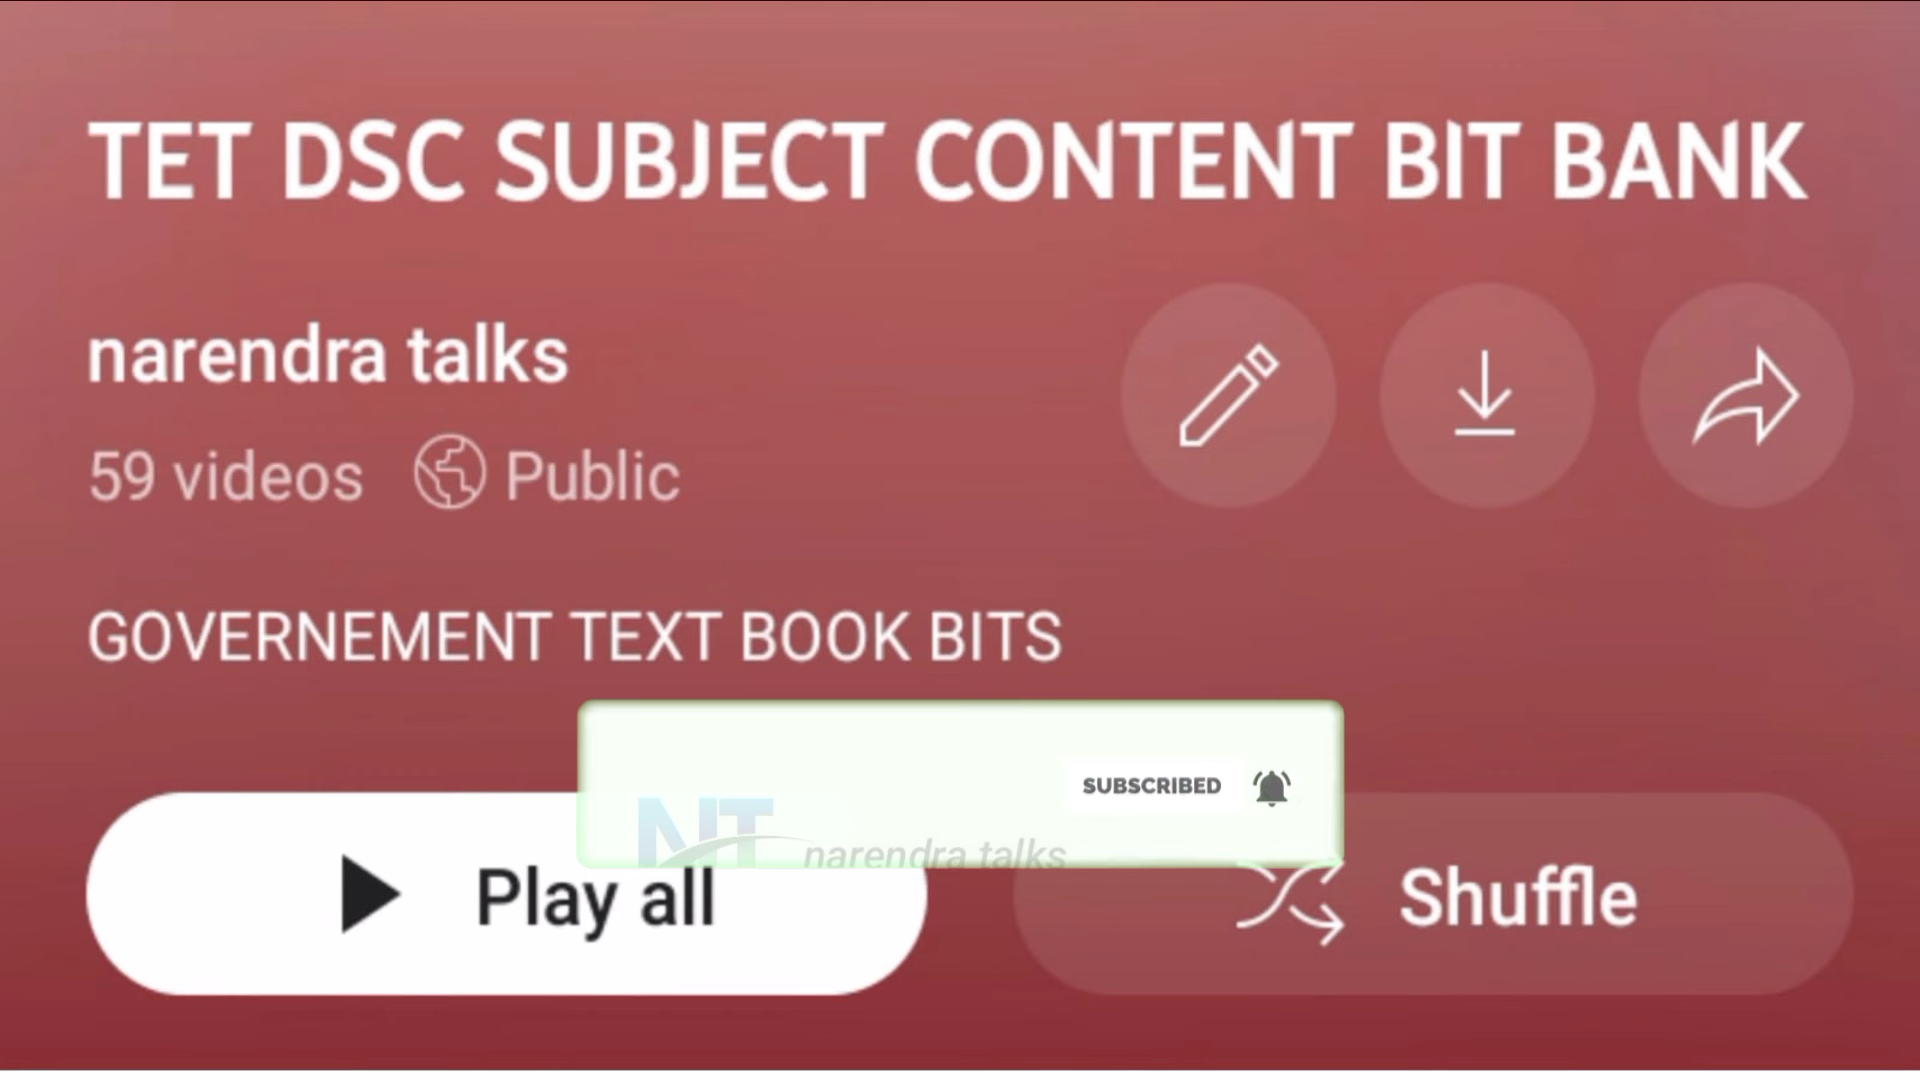 TET DSC SUBJECT CONTENT BIT BANK
narendra talks
59 videos Public
GOVERNEMENT TEXT BOOK BITS
SUBSCRIBED
NT narendra talks
Play all
Shuffle